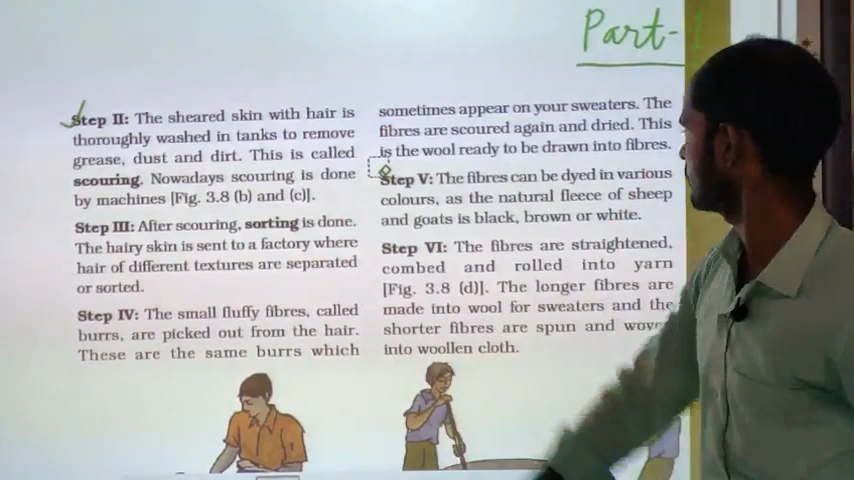 Part-1
Step II: The sheared skin with hair is
thoroughly washed in tanks to remove
grease, dust and dirt. This is called
scouring. Nowadays scouring is done
by machines [Fig. 3.8 (b) and (c)].
Step III: After scouring, sorting is done.
The hairy skin is sent to a factory where
hair of different textures are separated
or sorted.
Step IV: The small fluffy fibres, called
burrs, are picked out from the hair.
These are the same burrs which
sometimes appear on your sweaters. The
fibres are scoured again and dried. This
is the wool ready to be drawn into fibres.
Step V: The fibres can be dyed in various
colours, as the natural fleece of sheep
and goats is black, brown or white.
Step VI: The fibres are straightened,
combed and rolled into yarn
[Fig. 3.8 (d)]. The longer fibres are
made into wool for sweaters and the
shorter fibres are spun and
into woollen cloth.